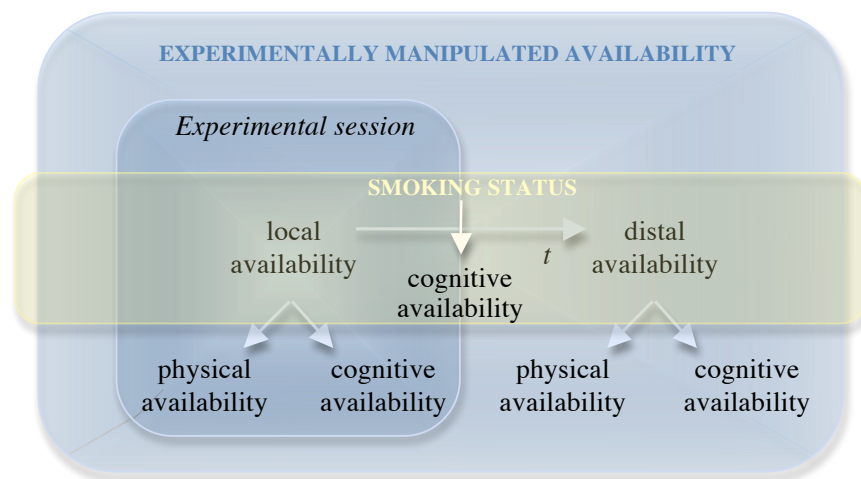 EXPERIMENTALLY MANIPULATED AVAILABILITY
Experimental session
SMOKING STATUS
local
availability
t
distal
availability
cognitive
availability
physical
availability
cognitive
availability
physical
availability
cognitive
availability